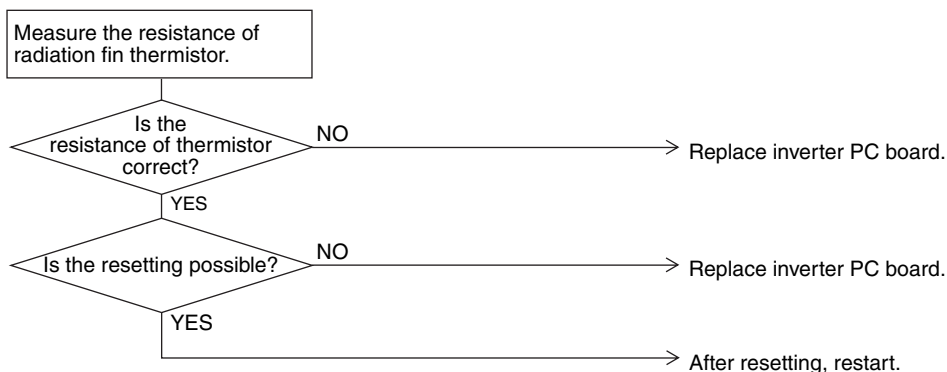 Measure the resistance of
radiation fin thermistor.
Is the
resistance of thermistor
correct?
NO
Replace inverter PC board.
YES
Is the resetting possible?
NO
Replace inverter PC board.
YES
After resetting, restart.